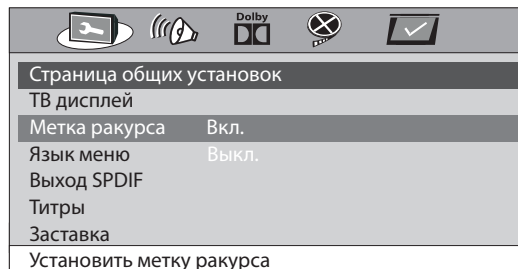 Dolby
Страница общих установок
ТВ дисплей
Метка ракурса Вкл.
Язык меню Выкл.
Выход SPDIF
Титры
Заставка
Установить метку ракурса